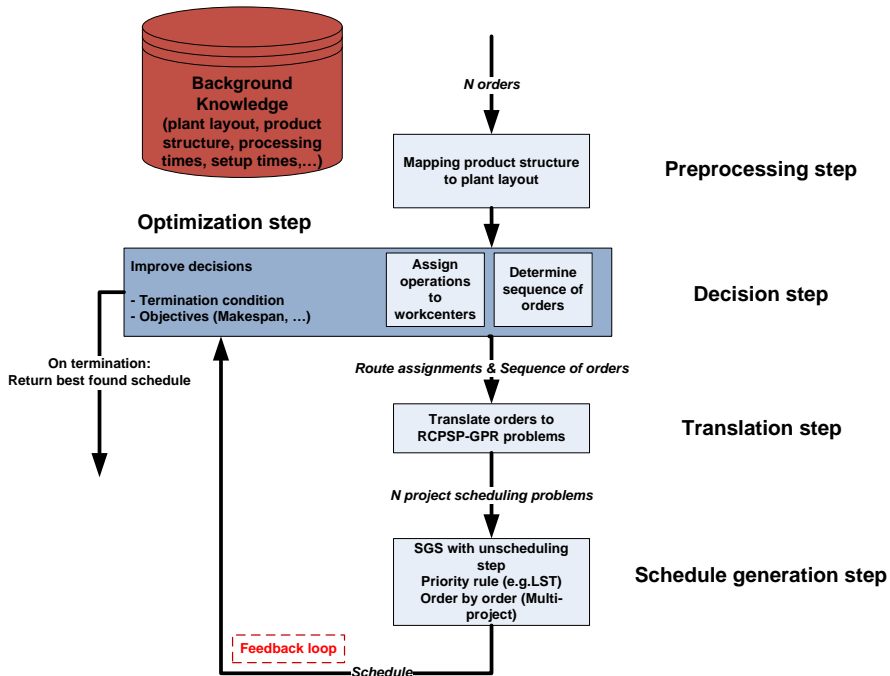 Background
Knowledge
(plant layout, product
structure, processing
times, setup times,…)
N orders
Mapping product structure
to plant layout
Preprocessing step
Optimization step
Improve decisions
- Termination condition
- Objectives (Makespan, …)
Assign
operations
to
workcenters
Determine
sequence of
orders
Decision step
On termination:
Return best found schedule
Route assignments & Sequence of orders
Translate orders to
RCPSP-GPR problems
Translation step
N project scheduling problems
SGS with unscheduling
step
Priority rule (e.g.LST)
Order by order (Multi-
project)
Schedule generation step
Feedback loop
Schedule